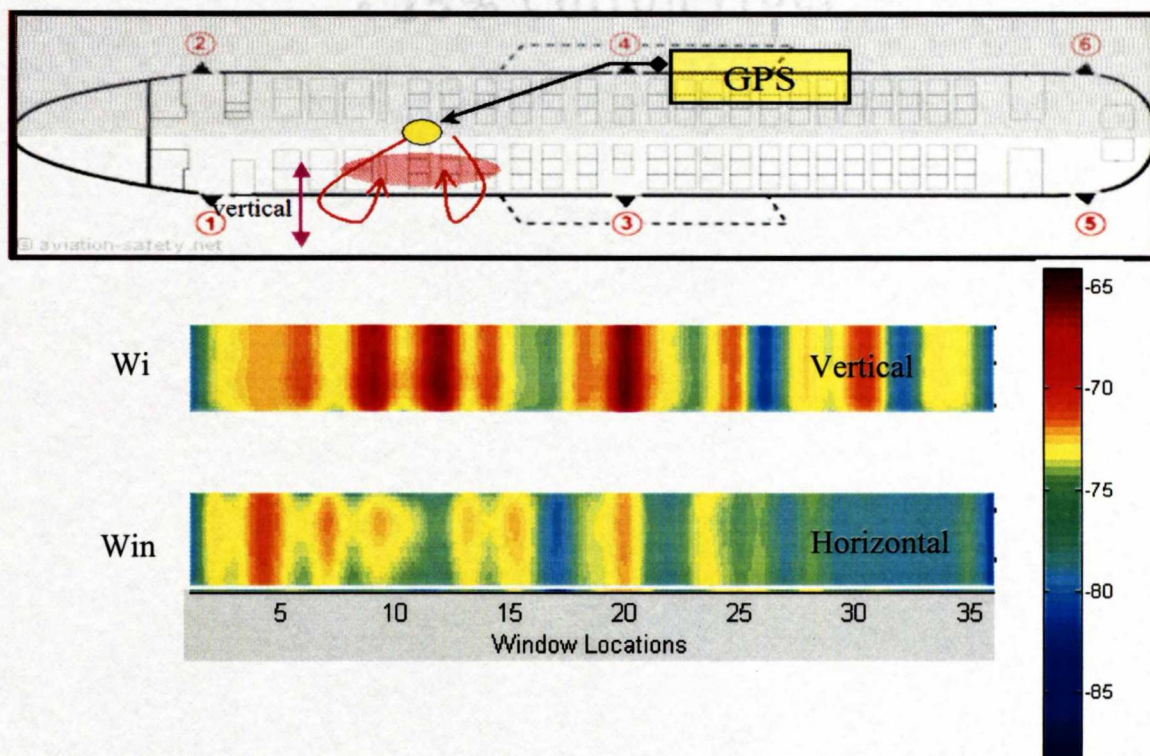 2 4 6
GPS
vertical
1 3 5
aviation-safety.net
-65
Wi Vertical
-70
-75
Win Horizontal
-80
5 10 15 20 25 30 35
Window Locations
-85